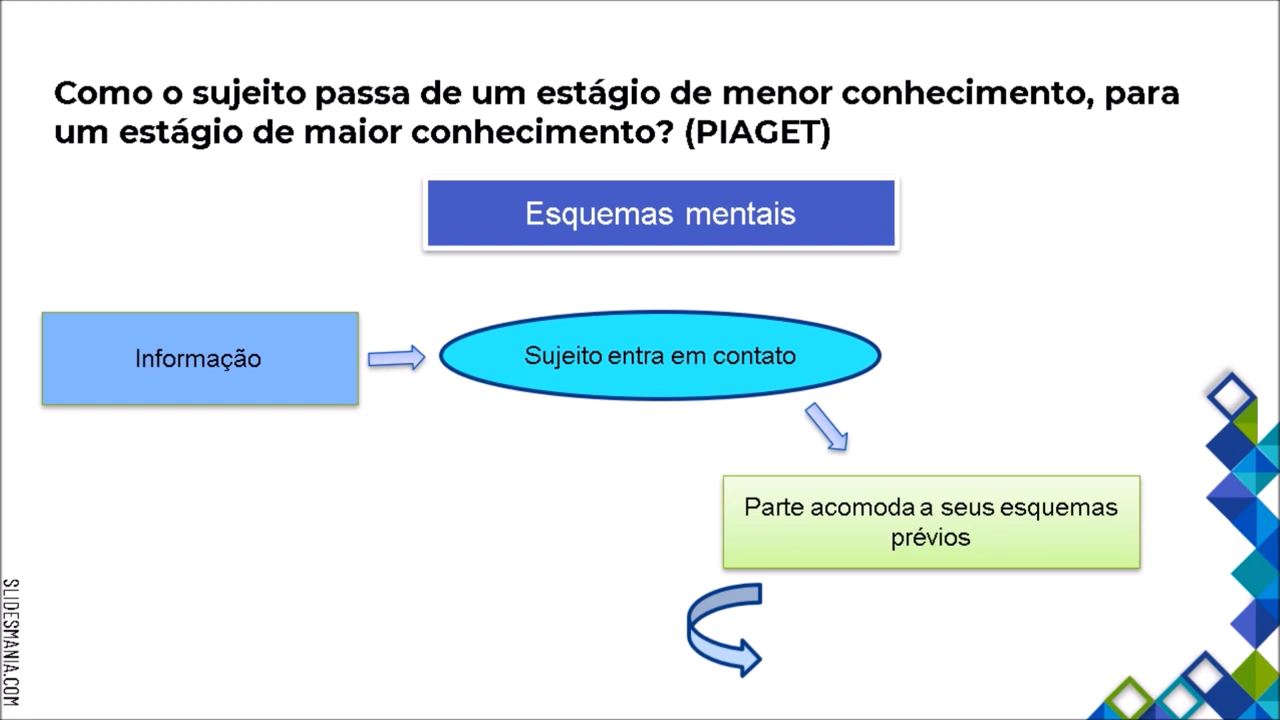 Como o sujeito passa de um estágio de menor conhecimento, para
um estágio de maior conhecimento? (PIAGET)
Esquemas mentais
Informação
Sujeito entra em contato
Parte acomoda a seus esquemas
prévios
SLIDESMANIA.COM